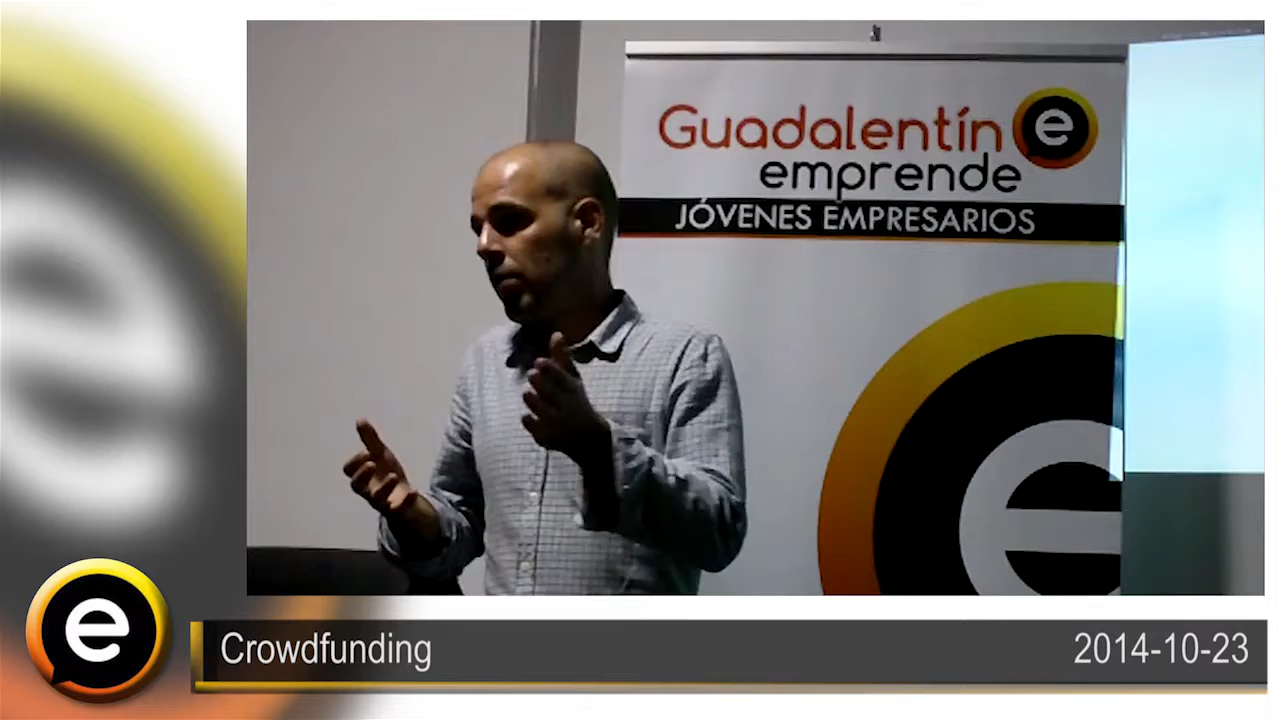 Guadalentín e
emprende
JÓVENES EMPRESARIOS
e
e
e
Crowdfunding
2014-10-23